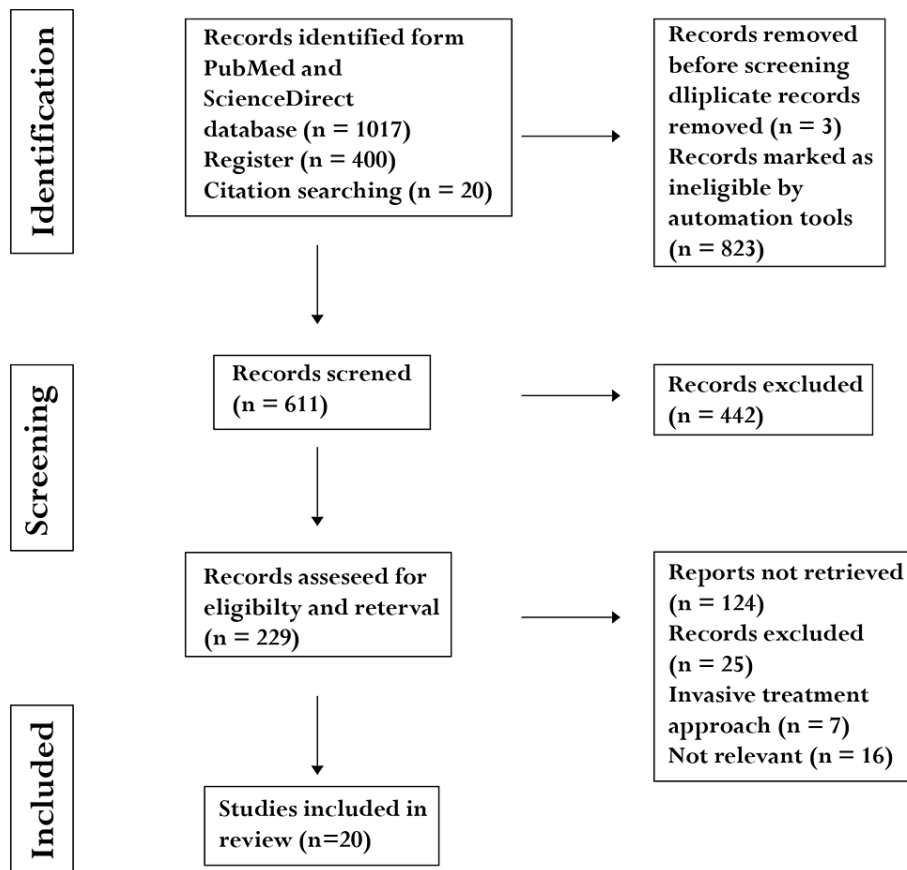 Identification
Records identified form
PubMed and
ScienceDirect
database (n = 1017)
Register (n = 400)
Citation searching (n = 20)
Records removed
before screening
dliplicate records
removed (n = 3)
Records marked as
ineligible by
automation tools
(n = 823)
Screening
Records screned
(n = 611)
Records excluded
(n = 442)
Records asseseed for
eligibilty and reterval
(n = 229)
Reports not retrieved
(n = 124)
Records excluded
(n = 25)
Invasive treatment
approach (n = 7)
Not relevant (n = 16)
Included
Studies included in
review (n=20)